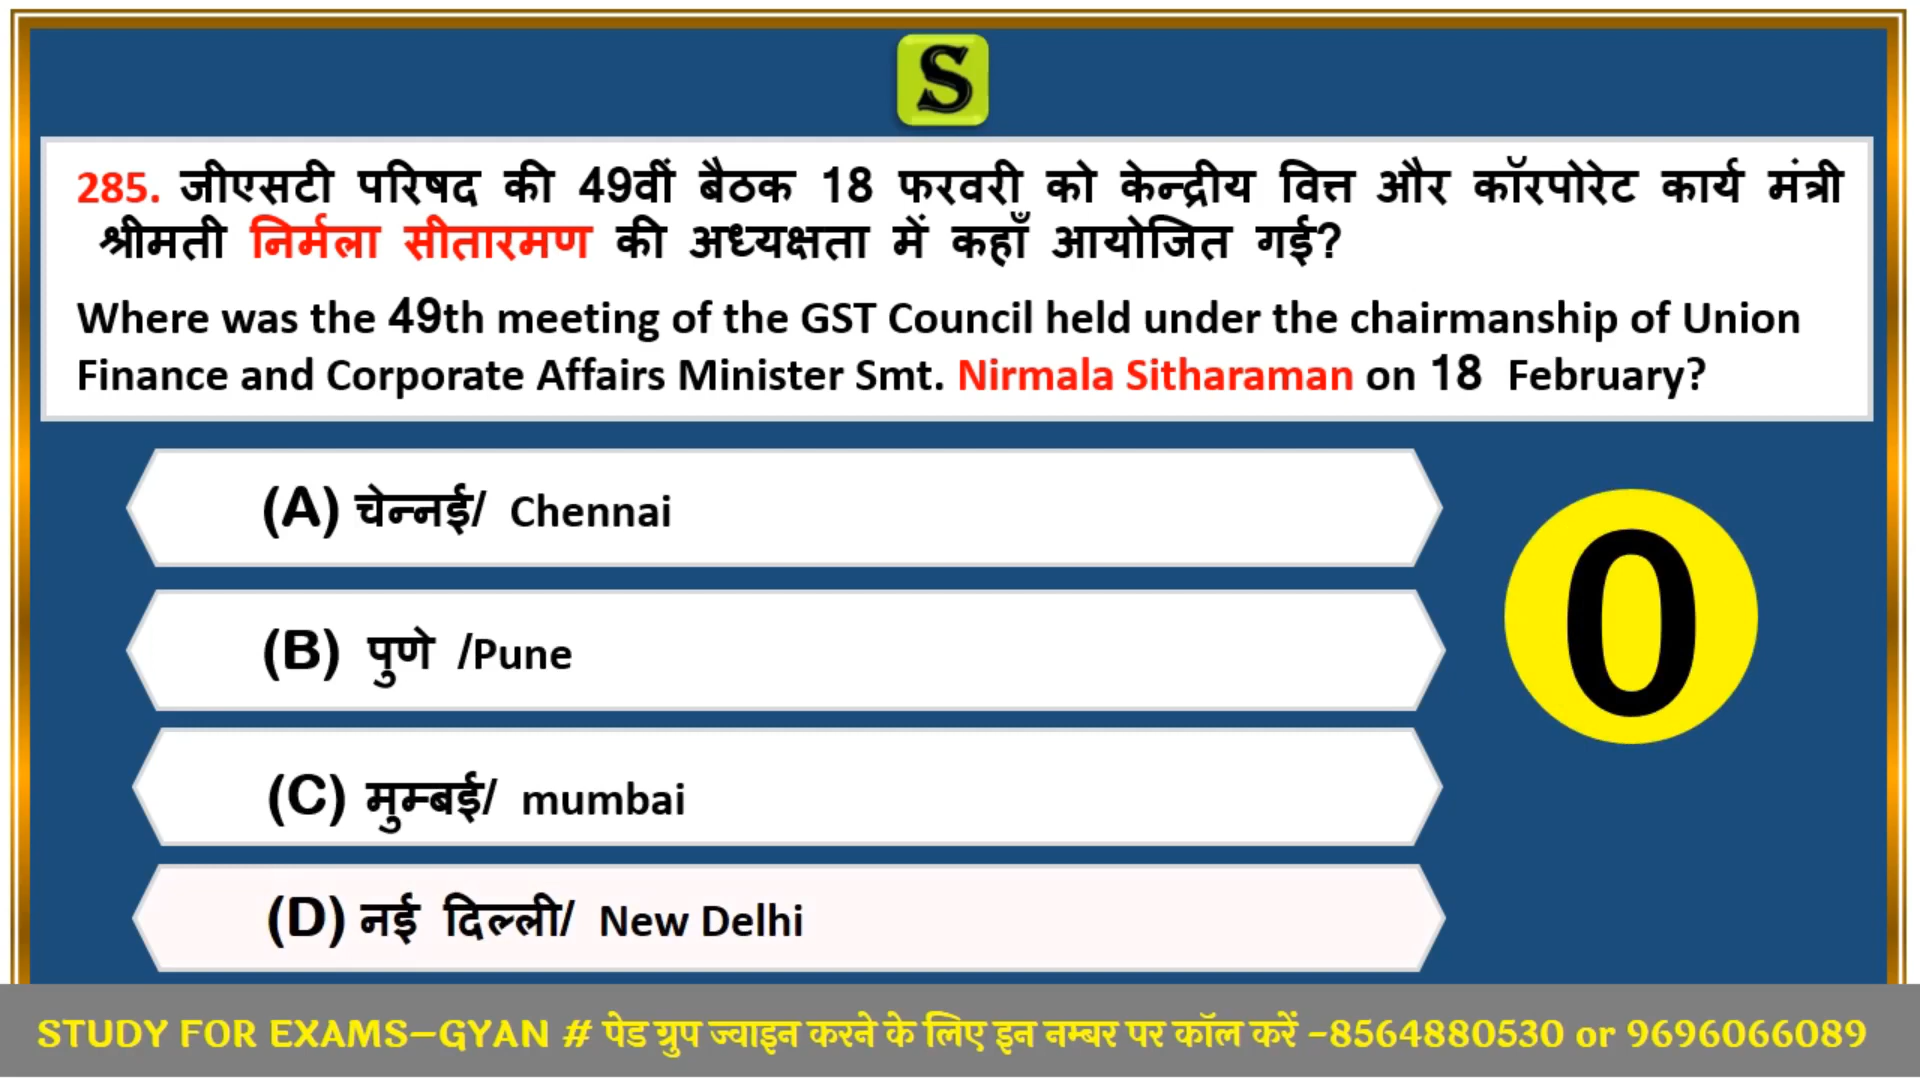 S
285. जीएसटी परिषद की 49वीं बैठक 18 फरवरी को केन्द्रीय वित्त और कॉरपोरेट कार्य मंत्री
श्रीमती निर्मला सीतारमण की अध्यक्षता में कहाँ आयोजित गई?
Where was the 49th meeting of the GST Council held under the chairmanship of Union
Finance and Corporate Affairs Minister Smt. Nirmala Sitharaman on 18 February?
(A) चेन्नई/ Chennai
(B) पुणे /Pune
(C) मुम्बई/ mumbai
(D) नई दिल्ली/ New Delhi
0
STUDY FOR EXAMS–GYAN # पेड ग्रुप ज्वाइन करने के लिए इन नम्बर पर कॉल करें –8564880530 or 9696066089